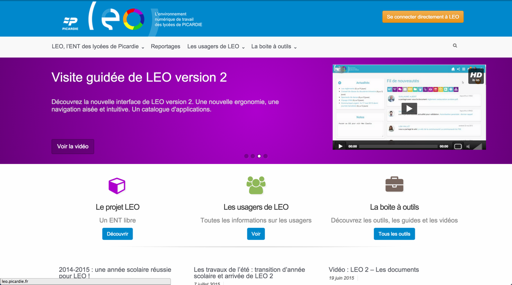 PICARDIE
leo
L'environnement
numérique de travail
des lycées de PICARDIE
Se connecter directement à LEO
LEO, l'ENT des lycées de Picardie
Reportages
Les usagers de LEO
La boite à outils
Visite guidée de LEO version 2
Découvrez la nouvelle interface de LEO version 2. Une nouvelle ergonomie, une
navigation aisée et intuitive. Un catalogue d'applications.
Voir la vidéo
HD
00:00
00:00
Le projet LEO
Un ENT libre
Découvrir
Les usagers de LEO
Toutes les informations sur les usagers
Voir
La boite à outils
Découvrez les outils, les guides et les vidéos
Tous les outils
2014-2015 : une année scolaire réussie
pour LEO !
Les travaux de l'été : transition d'année
scolaire et arrivée de LEO 2
7 juillet 2015
Vidéo : LEO 2 – Les documents
19 juin 2015
leo.picardie.fr